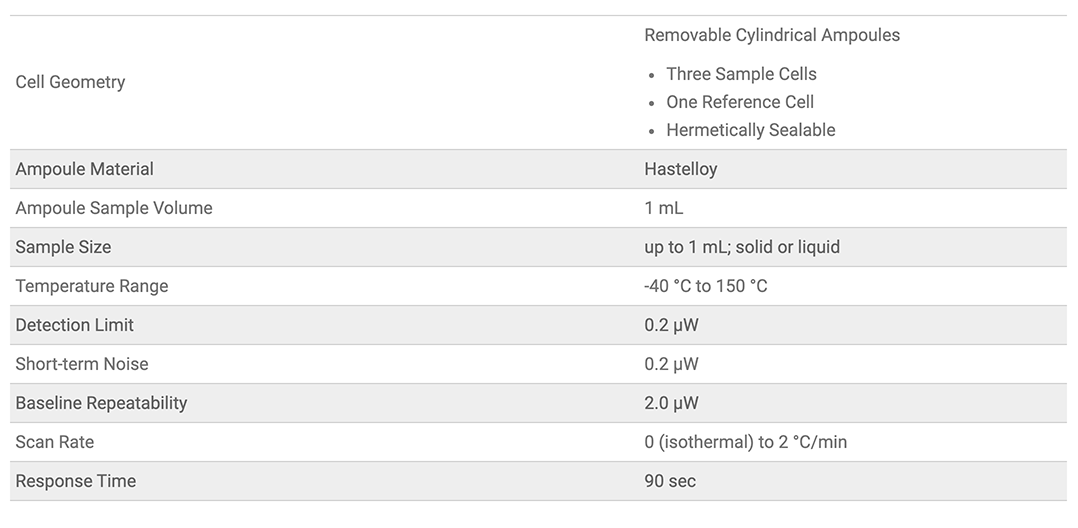 Removable Cylindrical Ampoules
Cell Geometry
• Three Sample Cells
• One Reference Cell
• Hermetically Sealable
Ampoule Material Hastelloy
Ampoule Sample Volume 1 mL
Sample Size up to 1 mL; solid or liquid
Temperature Range -40 °C to 150 °C
Detection Limit 0.2 μW
Short-term Noise 0.2 μW
Baseline Repeatability 2.0 μW
Scan Rate 0 (isothermal) to 2 °C/min
Response Time 90 sec